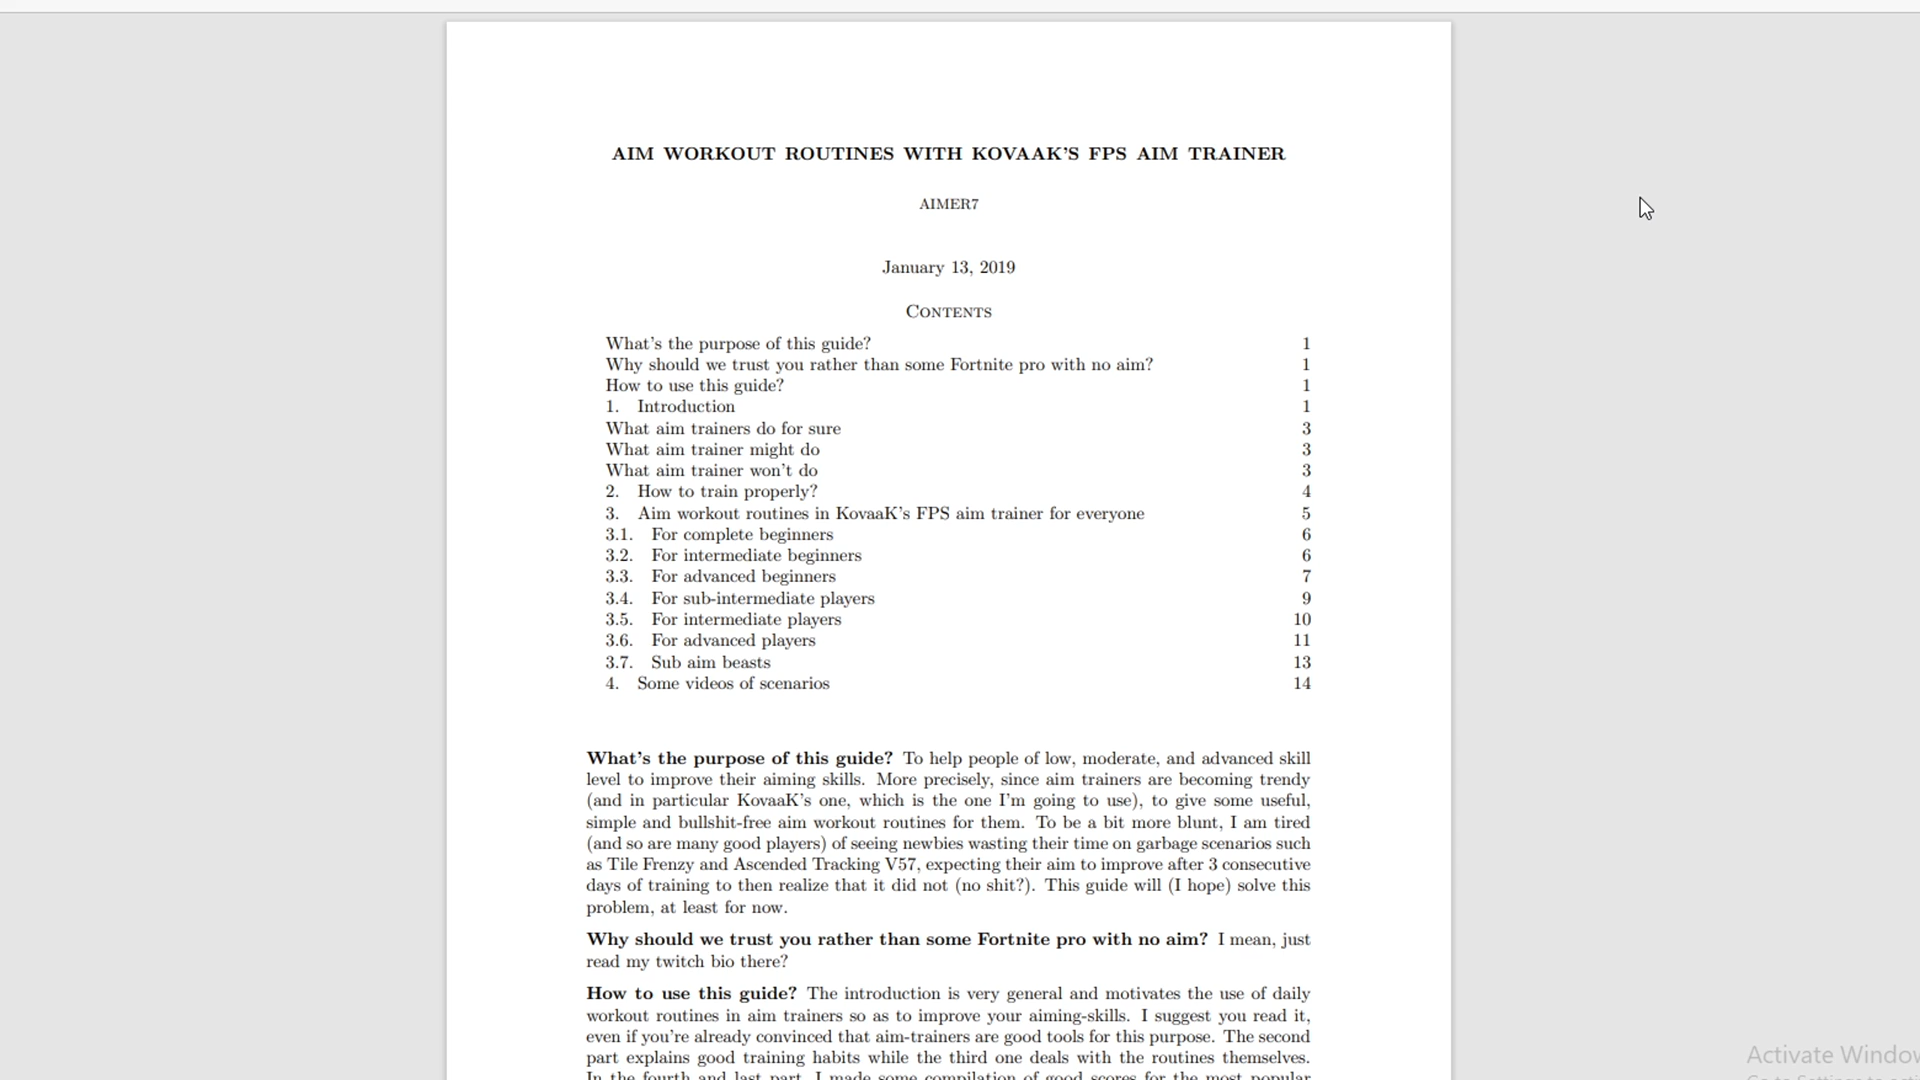 AIM WORKOUT ROUTINES WITH KOVAAK'S FPS AIM TRAINER
AIMER7
January 13, 2019
Contents
What's the purpose of this guide? 1
Why should we trust you rather than some Fortnite pro with no aim? 1
How to use this guide? 1
1. Introduction 1
What aim trainers do for sure 3
What aim trainer might do 3
What aim trainer won't do 3
2. How to train properly? 4
3. Aim workout routines in KovaaK's FPS aim trainer for everyone 5
3.1. For complete beginners 6
3.2. For intermediate beginners 6
3.3. For advanced beginners 7
3.4. For sub-intermediate players 9
3.5. For intermediate players 10
3.6. For advanced players 11
3.7. Sub aim beasts 13
4. Some videos of scenarios 14
What's the purpose of this guide? To help people of low, moderate, and advanced skill
level to improve their aiming skills. More precisely, since aim trainers are becoming trendy
(and in particular KovaaK's one, which is the one I'm going to use), to give some useful,
simple and bullshit-free aim workout routines for them. To be a bit more blunt, I am tired
(and so are many good players) of seeing newbies wasting their time on garbage scenarios such
as Tile Frenzy and Ascended Tracking V57, expecting their aim to improve after 3 consecutive
days of training to then realize that it did not (no shit?). This guide will (I hope) solve this
problem, at least for now.
Why should we trust you rather than some Fortnite pro with no aim? I mean, just
read my twitch bio there?
How to use this guide? The introduction is very general and motivates the use of daily
workout routines in aim trainers so as to improve your aiming-skills. I suggest you read it,
even if you're already convinced that aim-trainers are good tools for this purpose. The second
part explains good training habits while the third one deals with the routines themselves.
In the fourth and last part, I made some compilation of good scores for the most popular
Activate Window